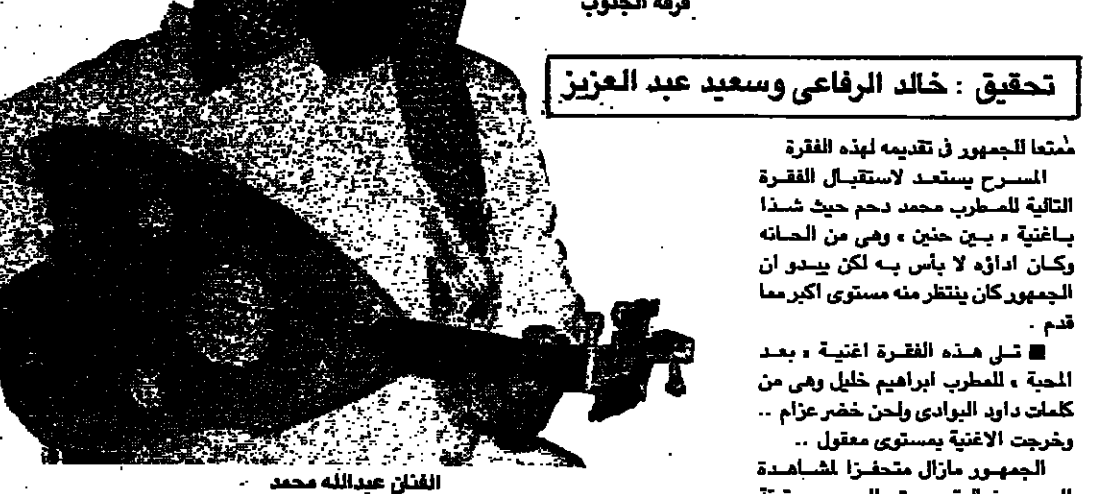 فرقة الجنوب
تحقيق : خالد الرفاعى وسعيد عبد العزيز
ممتعا للجمهور فى تقديمه لهذه الفقرة
المسرح يستعد لاستقبال الفقرة
التالية للمطرب محمد دحم حيث شدا
باغنية « بين حنين » وهى من الحانه
وكان اداؤه لا بأس به لكن يبدو ان
الجمهور كان ينتظر منه مستوى اكبر مما
قدم .
■ تلى هذه الفقرة اغنية « بعد
المحبة » للمطرب ابراهيم خليل وهى من
كلمات داود البوادى ولحن خضر عزام ..
وخرجت الاغنية بمستوى معقول ..
الجمهور مازال متحفزا لمشاهدة
الفنان عبدالله محمد